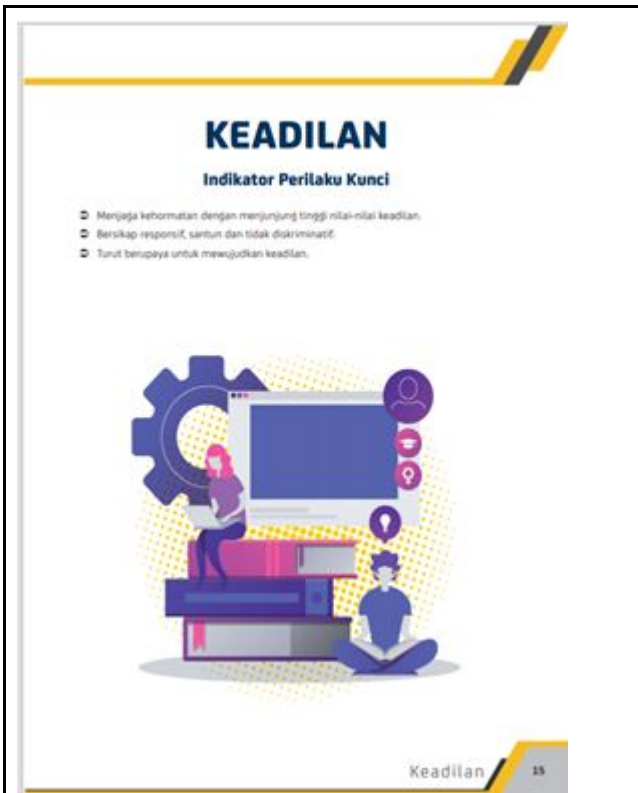 KEADILAN
Indikator Perilaku Kunci
Menjaga kehormatan dengan menjunjung tinggi nilai-nilai keadilan.
Bersikap responsif, santun dan tidak diskriminatif.
Turut berupaya untuk mewujudkan keadilan.
Keadilan
15